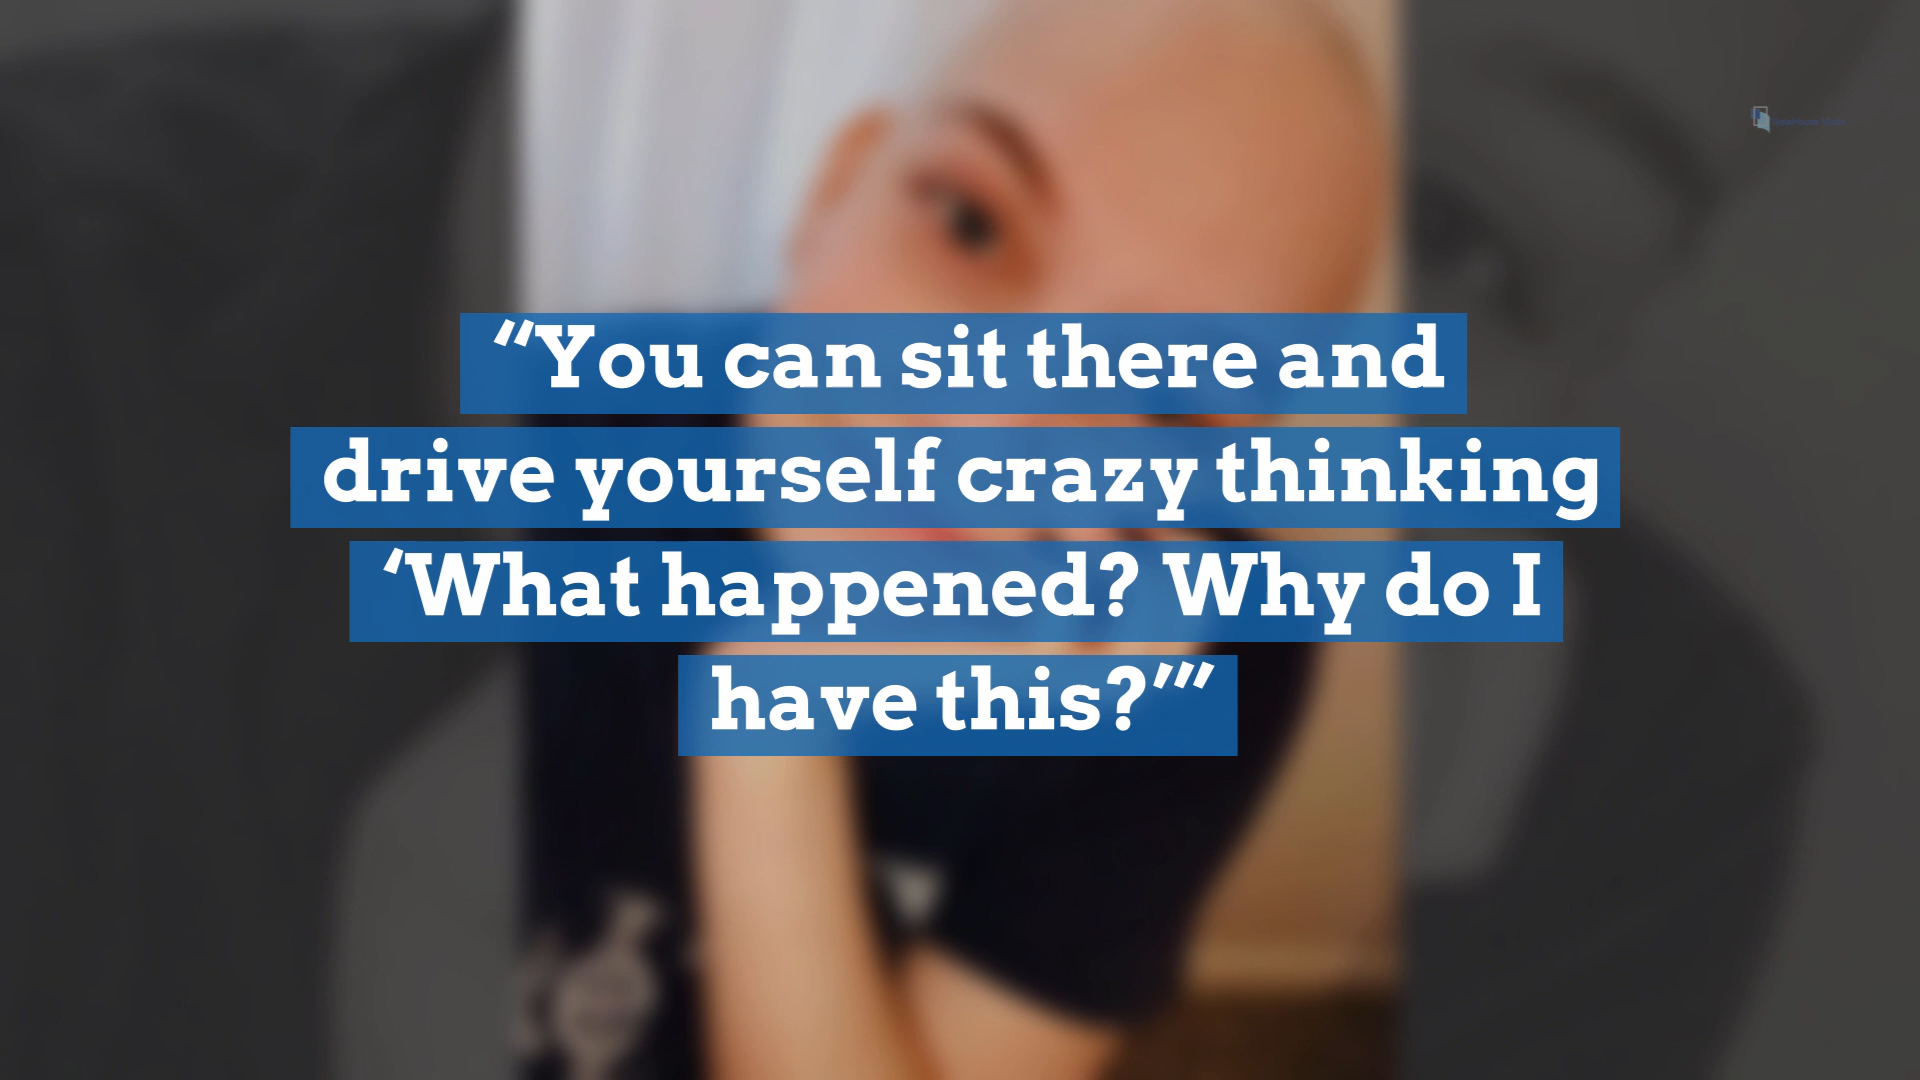 “You can sit there and
drive yourself crazy thinking
‘What happened? Why do I
have this?’”